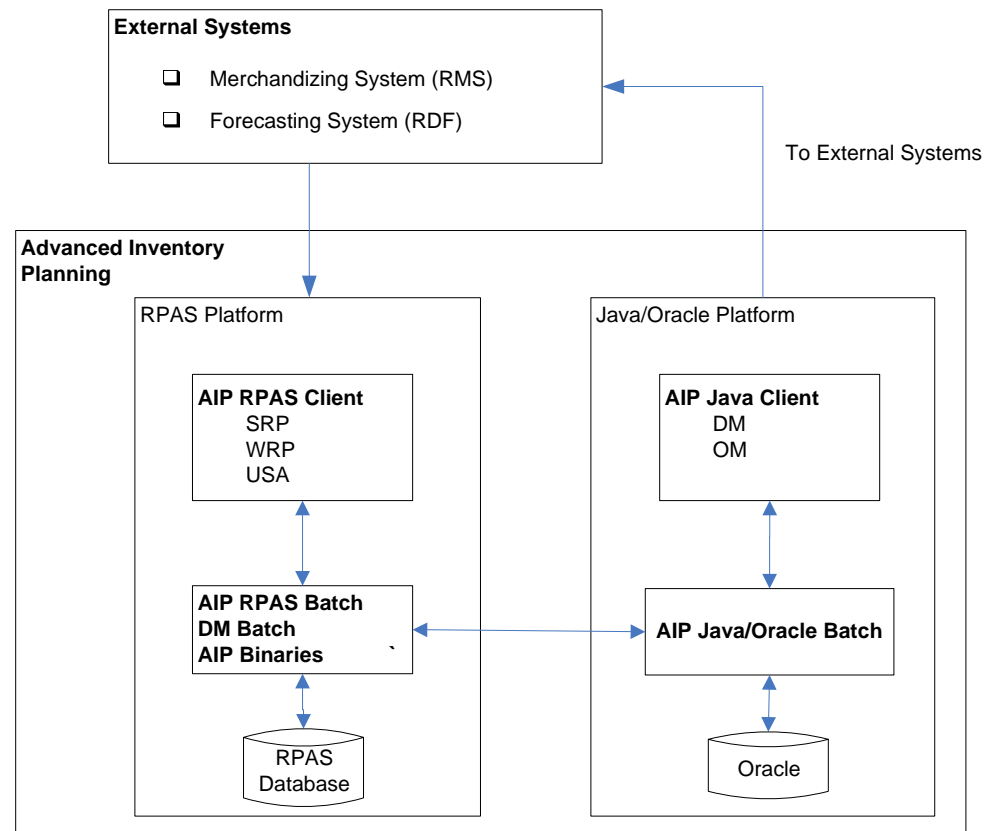 External Systems
❑ Merchandizing System (RMS)
❑ Forecasting System (RDF)
To External Systems
Advanced Inventory
Planning
RPAS Platform
AIP RPAS Client
SRP
WRP
USA
AIP RPAS Batch
DM Batch
AIP Binaries `
RPAS
Database
Java/Oracle Platform
AIP Java Client
DM
OM
AIP Java/Oracle Batch
Oracle